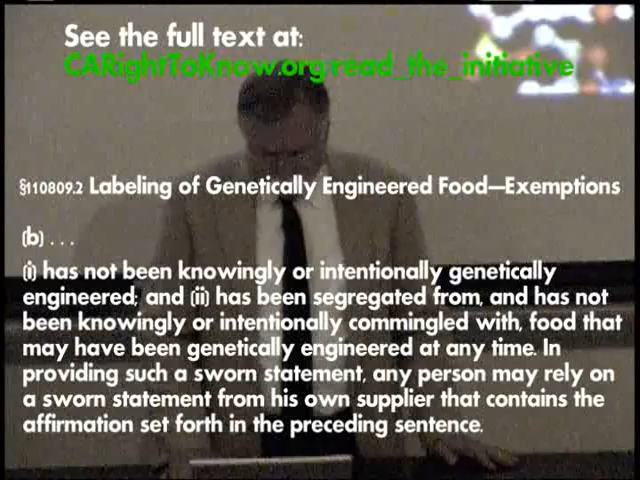 See the full text at:
CARightToKnow.org/read_the_initiative
§110809.2 Labeling of Genetically Engineered Food—Exemptions
(b) . . .
(i) has not been knowingly or intentionally genetically
engineered; and (ii) has been segregated from, and has not
been knowingly or intentionally commingled with, food that
may have been genetically engineered at any time. In
providing such a sworn statement, any person may rely on
a sworn statement from his own supplier that contains the
affirmation set forth in the preceding sentence.